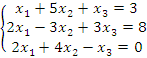 x₁ + 5x₂ + x₃ = 3
2x₁ − 3x₂ + 3x₃ = 8
2x₁ + 4x₂ − x₃ = 0